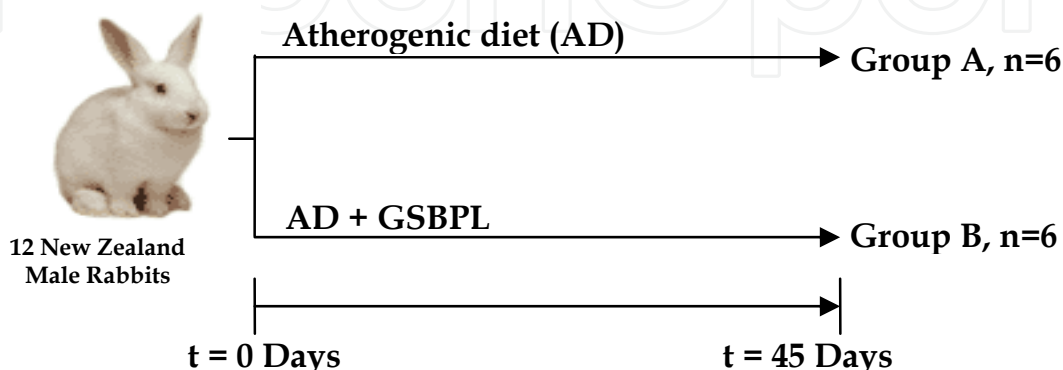 Atherogenic diet (AD)
Group A, n=6
AD + GSBPL
Group B, n=6
12 New Zealand
Male Rabbits
t = 0 Days
t = 45 Days